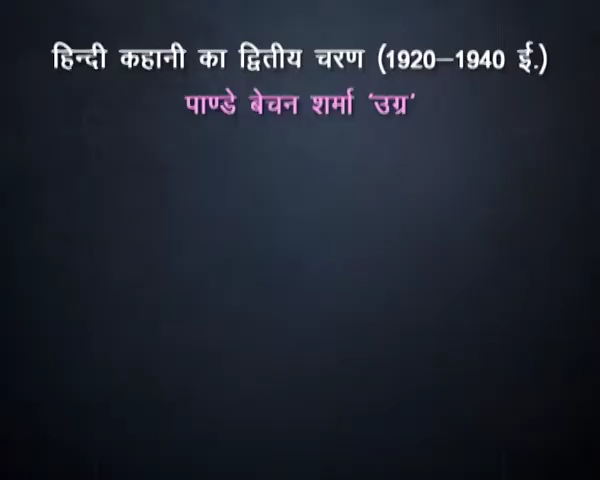 हिन्दी कहानी का द्वितीय चरण (1920–1940 ई.)
पाण्डे बेचन शर्मा ‘उग्र’